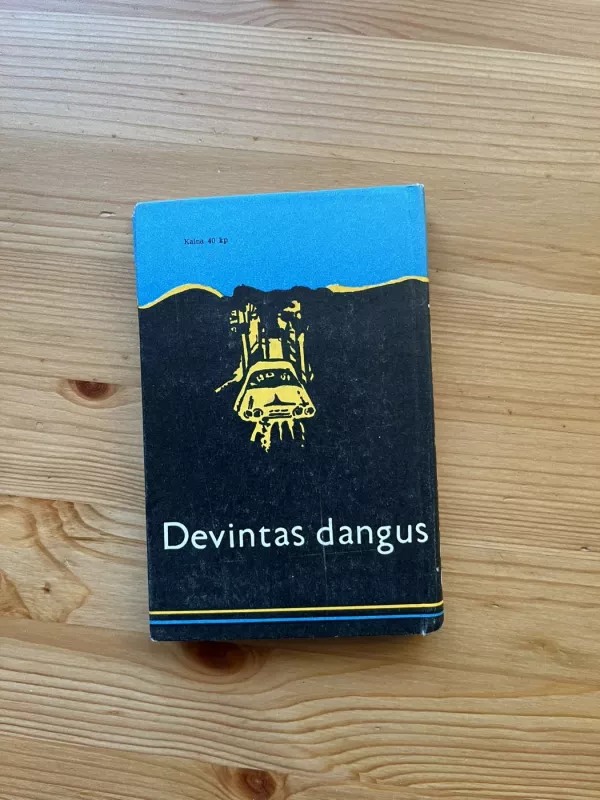 Kaina 40 kp
Devintas dangus